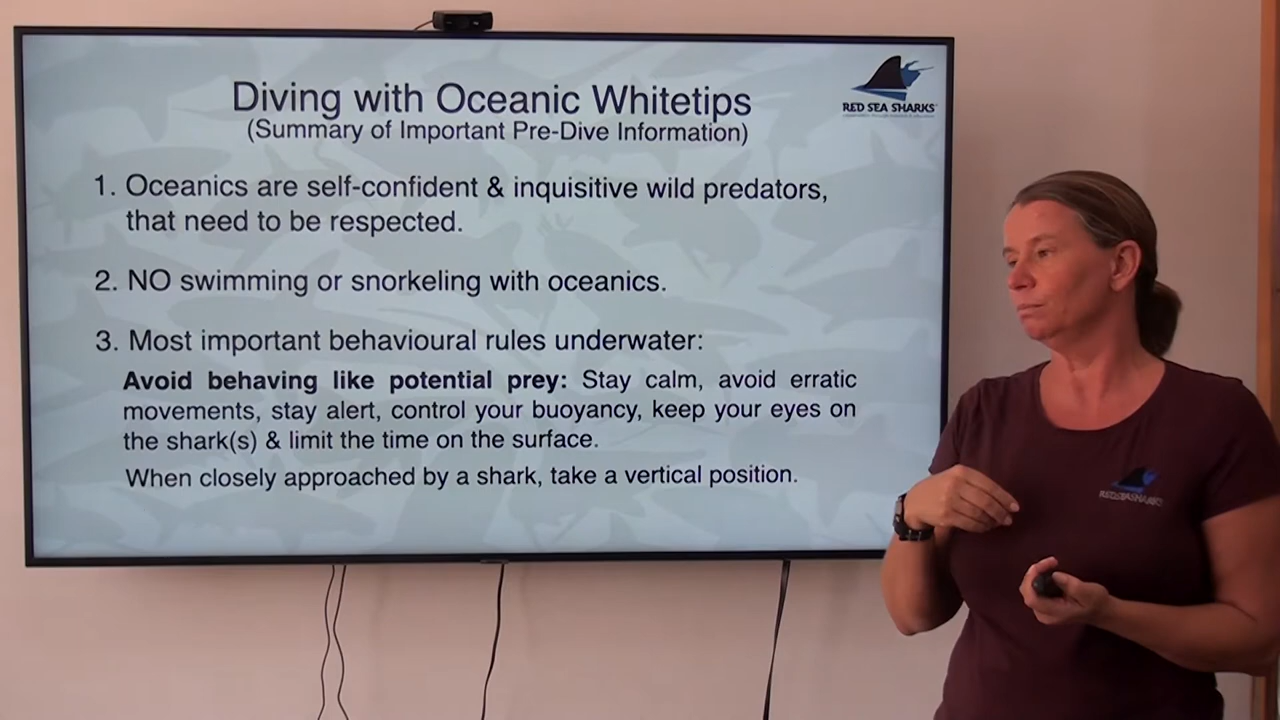 Diving with Oceanic Whitetips
(Summary of Important Pre-Dive Information)
RED SEA SHARKS
1. Oceanics are self-confident & inquisitive wild predators,
that need to be respected.
2. NO swimming or snorkeling with oceanics.
3. Most important behavioural rules underwater:
Avoid behaving like potential prey: Stay calm, avoid erratic
movements, stay alert, control your buoyancy, keep your eyes on
the shark(s) & limit the time on the surface.
When closely approached by a shark, take a vertical position.
RED SEA SHARKS